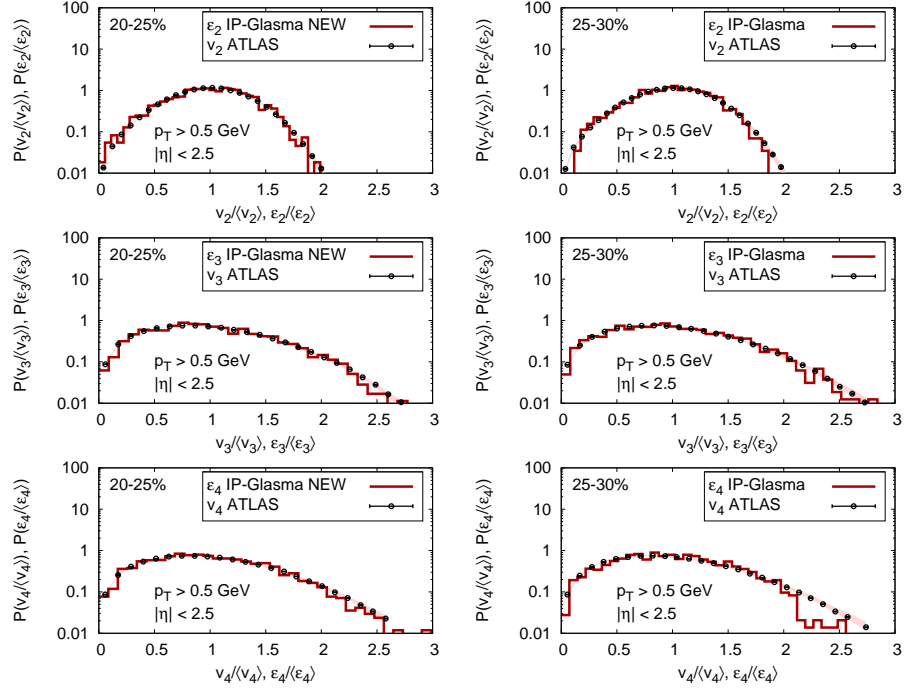 20-25%
ε2 IP-Glasma NEW
v2 ATLAS
pT > 0.5 GeV
|η| < 2.5
P(v2/⟨v2⟩), P(ε2/⟨ε2⟩)
100
10
1
0.1
0.01
0 0.5 1 1.5 2 2.5 3
v2/⟨v2⟩, ε2/⟨ε2⟩
25-30%
ε2 IP-Glasma
v2 ATLAS
pT > 0.5 GeV
|η| < 2.5
P(v2/⟨v2⟩), P(ε2/⟨ε2⟩)
100
10
1
0.1
0.01
0 0.5 1 1.5 2 2.5 3
v2/⟨v2⟩, ε2/⟨ε2⟩
20-25%
ε3 IP-Glasma NEW
v3 ATLAS
pT > 0.5 GeV
|η| < 2.5
P(v3/⟨v3⟩), P(ε3/⟨ε3⟩)
100
10
1
0.1
0.01
0 0.5 1 1.5 2 2.5 3
v3/⟨v3⟩, ε3/⟨ε3⟩
25-30%
ε3 IP-Glasma
v3 ATLAS
pT > 0.5 GeV
|η| < 2.5
P(v3/⟨v3⟩), P(ε3/⟨ε3⟩)
100
10
1
0.1
0.01
0 0.5 1 1.5 2 2.5 3
v3/⟨v3⟩, ε3/⟨ε3⟩
20-25%
ε4 IP-Glasma NEW
v4 ATLAS
pT > 0.5 GeV
|η| < 2.5
P(v4/⟨v4⟩), P(ε4/⟨ε4⟩)
100
10
1
0.1
0.01
0 0.5 1 1.5 2 2.5 3
v4/⟨v4⟩, ε4/⟨ε4⟩
25-30%
ε4 IP-Glasma
v4 ATLAS
pT > 0.5 GeV
|η| < 2.5
P(v4/⟨v4⟩), P(ε4/⟨ε4⟩)
100
10
1
0.1
0.01
0 0.5 1 1.5 2 2.5 3
v4/⟨v4⟩, ε4/⟨ε4⟩